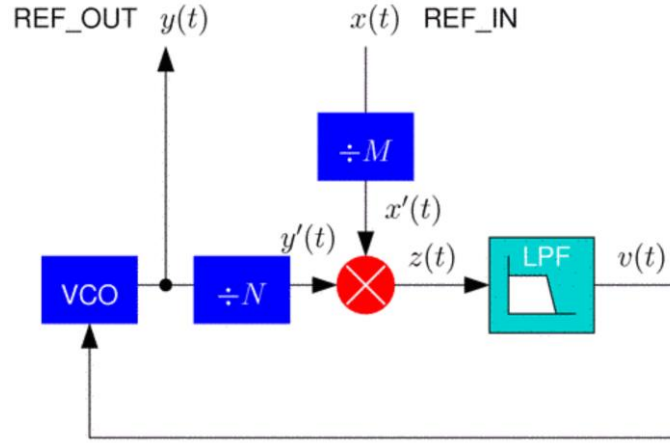 REF_OUT y(t) x(t) REF_IN
÷M
x'(t)
y'(t) z(t) LPF v(t)
VCO ÷N